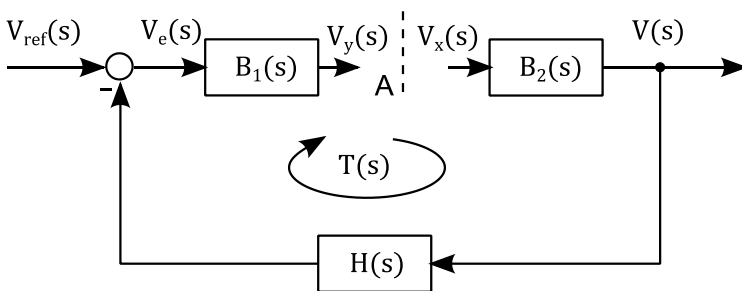 V_ref(s)
V_e(s)
B_1(s)
V_y(s)
V_x(s)
B_2(s)
V(s)
A
-
T(s)
H(s)